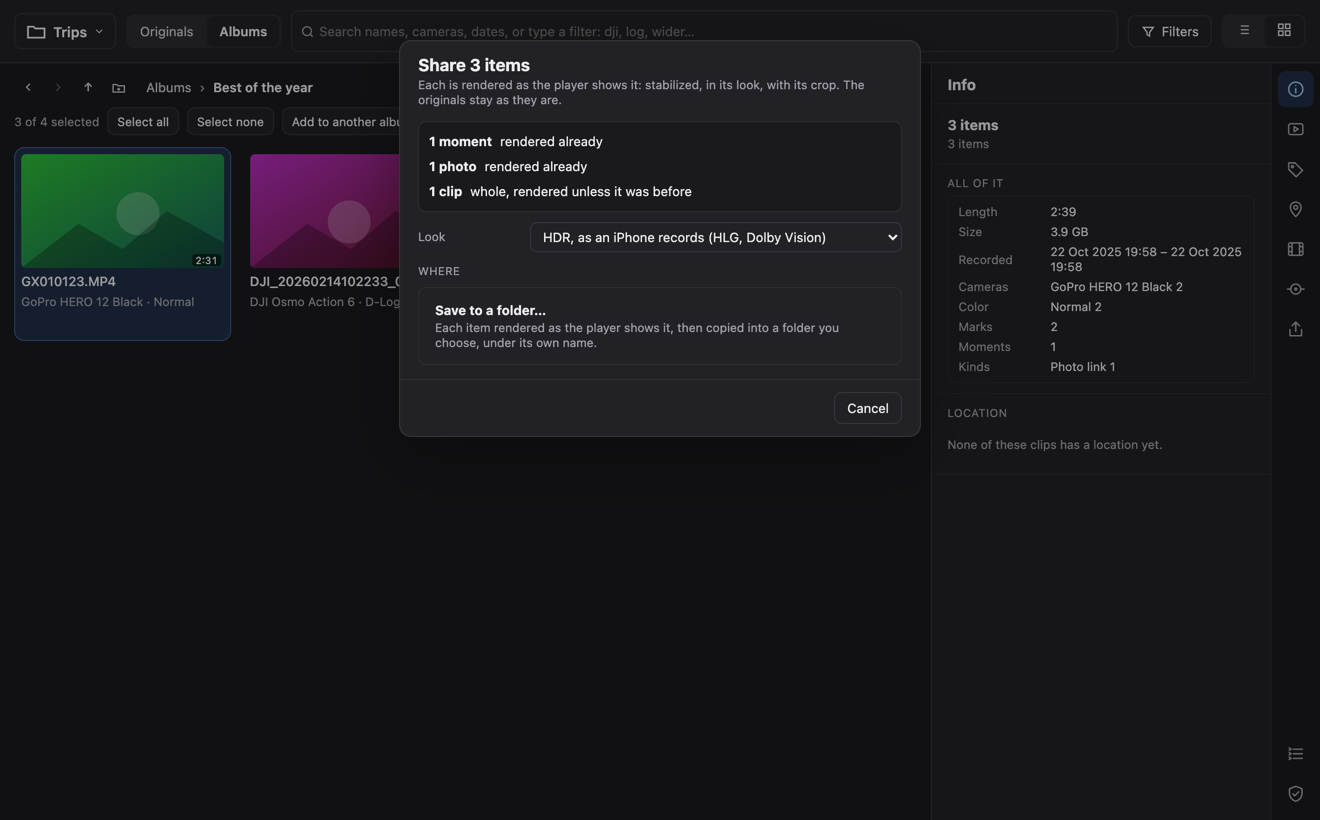 Trips
Originals
Albums
Search names, cameras, dates, or type a filter: dji, log, wider...
Filters
Albums › Best of the year
3 of 4 selected
Select all
Select none
Add to another albu
2:31
GX010123.MP4
GoPro HERO 12 Black · Normal
DJI_20260214102233_0
DJI Osmo Action 6 · D-Log
Share 3 items
Each is rendered as the player shows it: stabilized, in its look, with its crop. The
originals stay as they are.
1 moment rendered already
1 photo rendered already
1 clip whole, rendered unless it was before
Look
HDR, as an iPhone records (HLG, Dolby Vision)
WHERE
Save to a folder...
Each item rendered as the player shows it, then copied into a folder you
choose, under its own name.
Cancel
Info
3 items
3 items
ALL OF IT
Length 2:39
Size 3.9 GB
Recorded 22 Oct 2025 19:58 – 22 Oct 2025
19:58
Cameras GoPro HERO 12 Black 2
Color Normal 2
Marks 2
Moments 1
Kinds Photo link 1
LOCATION
None of these clips has a location yet.